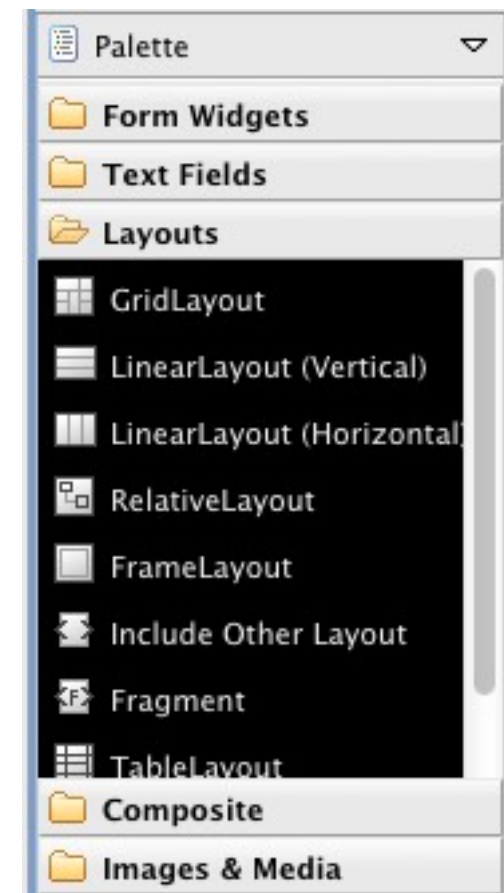 Palette
Form Widgets
Text Fields
Layouts
GridLayout
LinearLayout (Vertical)
LinearLayout (Horizontal)
RelativeLayout
FrameLayout
Include Other Layout
<F> Fragment
TableLayout
Composite
Images & Media